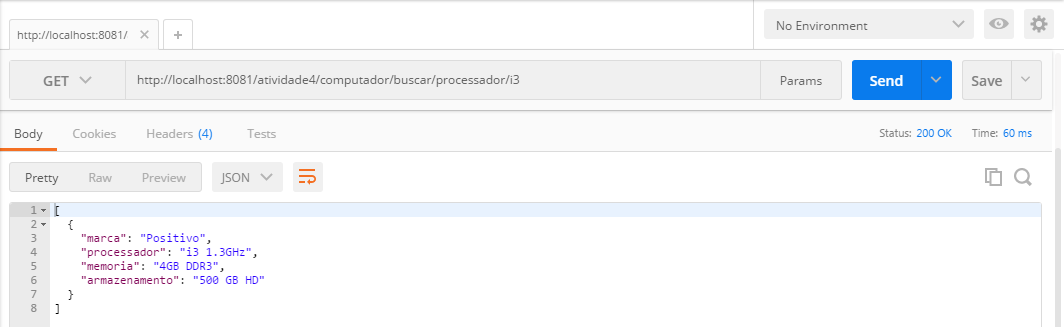 http://localhost:8081/
No Environment
GET http://localhost:8081/atividade4/computador/buscar/processador/i3 Params Send Save
Body Cookies Headers (4) Tests Status: 200 OK Time: 60 ms
Pretty Raw Preview JSON
1 [
2 {
3 "marca": "Positivo",
4 "processador": "i3 1.3GHz",
5 "memoria": "4GB DDR3",
6 "armazenamento": "500 GB HD"
7 }
8 ]